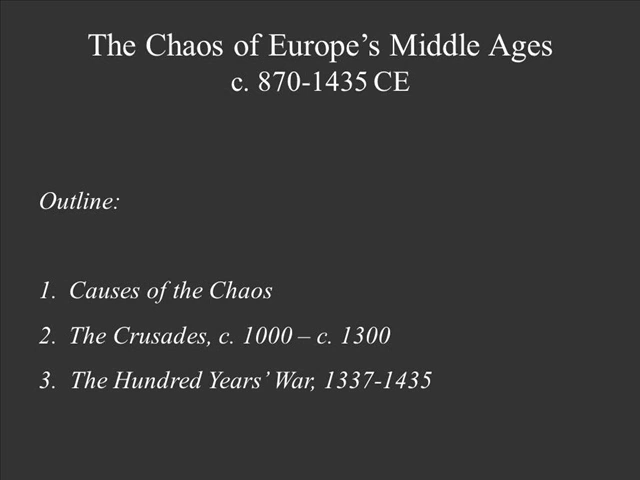 The Chaos of Europe’s Middle Ages
c. 870-1435 CE
Outline:
1. Causes of the Chaos
2. The Crusades, c. 1000 – c. 1300
3. The Hundred Years’ War, 1337-1435